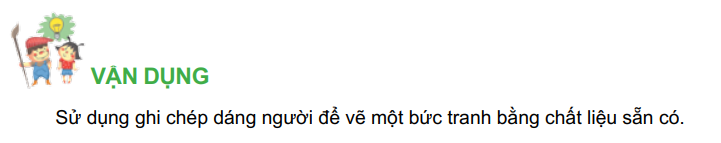 VẬN DỤNG
Sử dụng ghi chép dáng người để vẽ một bức tranh bằng chất liệu sẵn có.